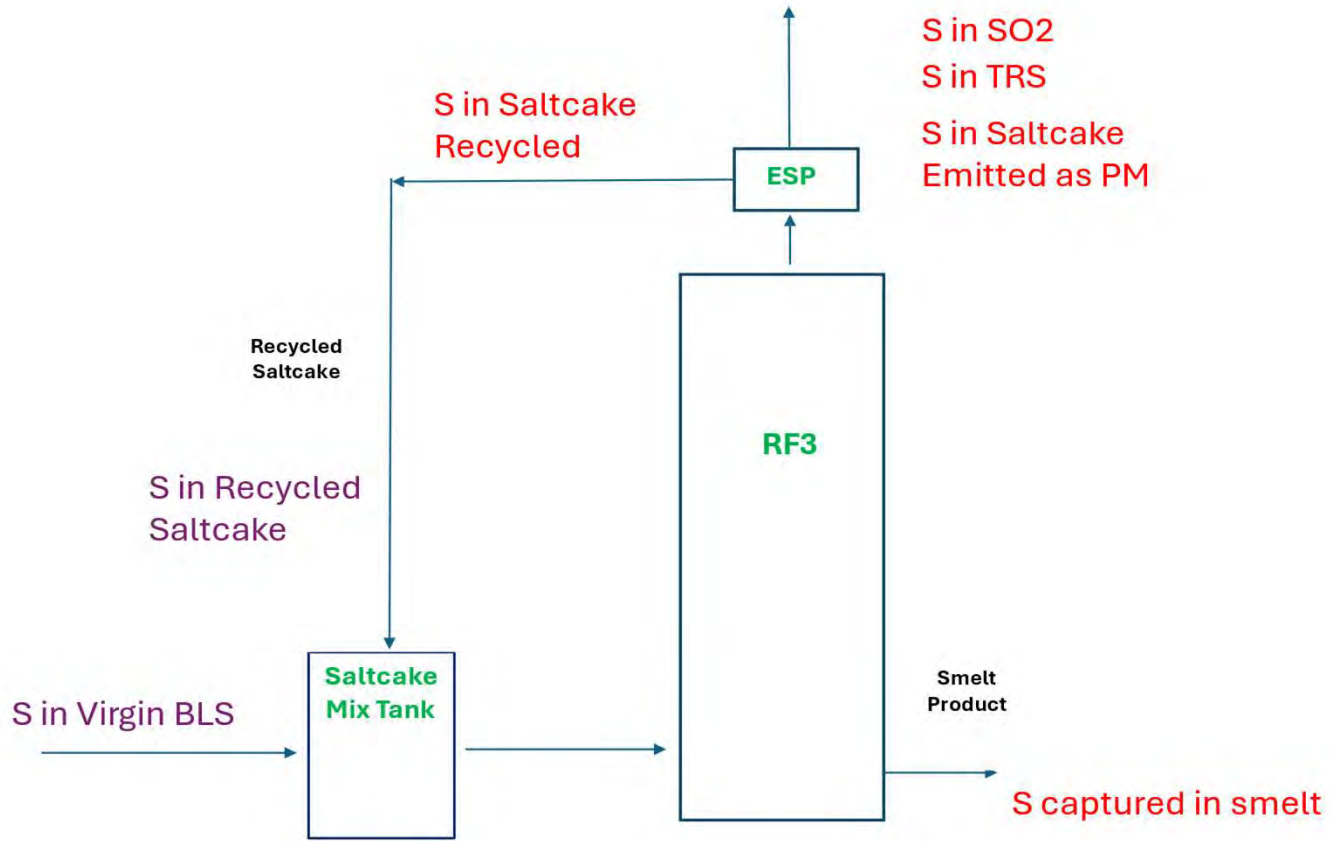 S in SO2
S in TRS
S in Saltcake
Emitted as PM
S in Saltcake
Recycled
ESP
Recycled
Saltcake
RF3
S in Recycled
Saltcake
Saltcake
Mix Tank
S in Virgin BLS
Smelt
Product
S captured in smelt